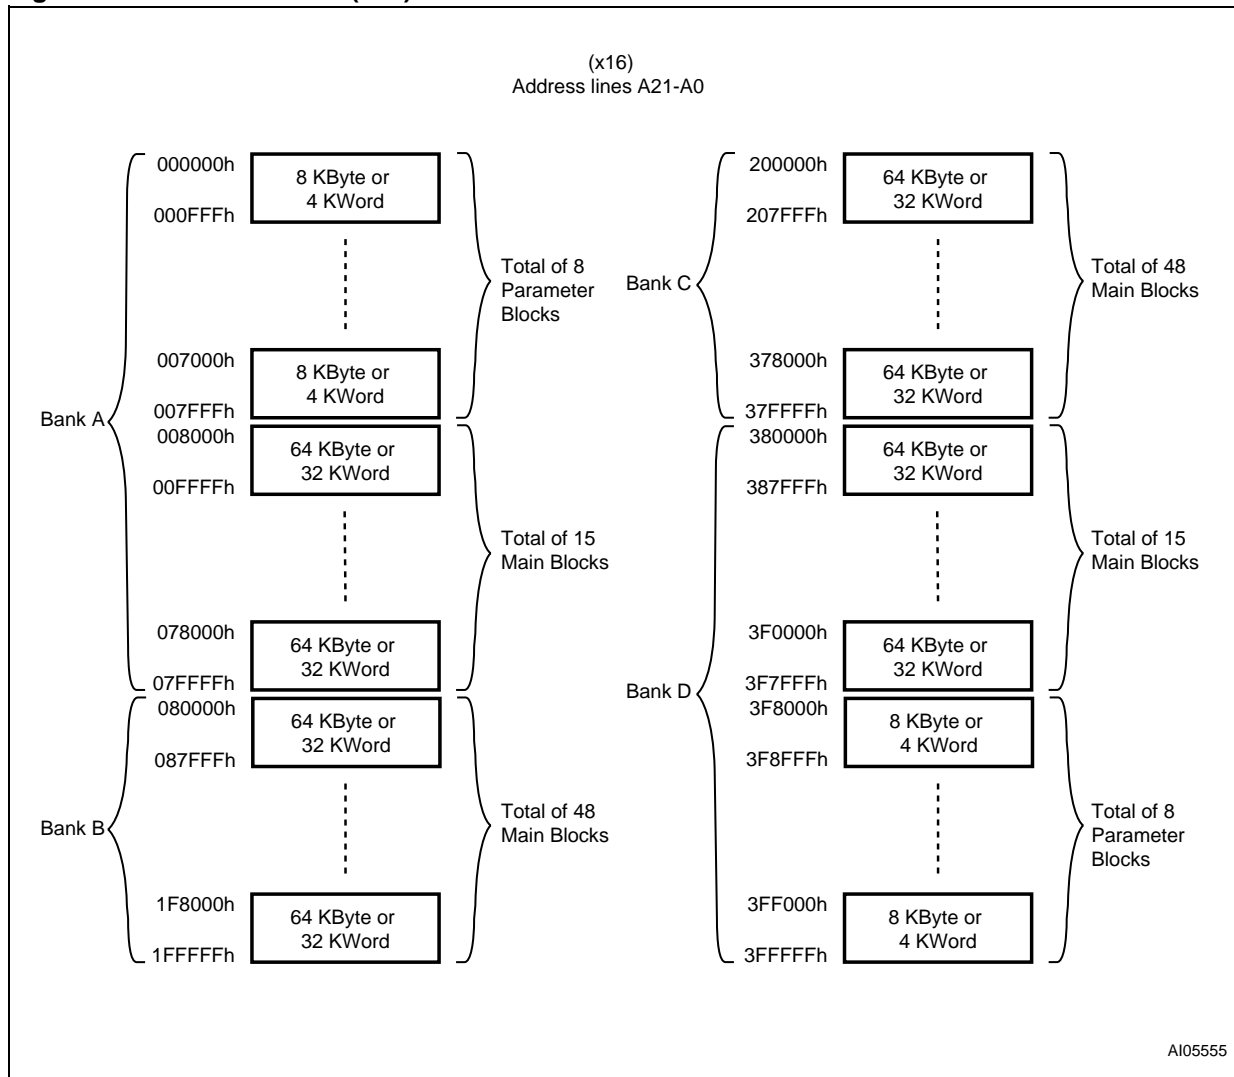 (x16)
Address lines A21-A0
Bank A
000000h
8 KByte or
4 KWord
000FFFh
Total of 8
Parameter
Blocks
007000h
8 KByte or
4 KWord
007FFFh
008000h
64 KByte or
32 KWord
00FFFFh
Total of 15
Main Blocks
078000h
64 KByte or
32 KWord
07FFFFh
Bank B
080000h
64 KByte or
32 KWord
087FFFh
Total of 48
Main Blocks
1F8000h
64 KByte or
32 KWord
1FFFFFh
Bank C
200000h
64 KByte or
32 KWord
207FFFh
Total of 48
Main Blocks
378000h
64 KByte or
32 KWord
37FFFFh
Bank D
380000h
64 KByte or
32 KWord
387FFFh
Total of 15
Main Blocks
3F0000h
64 KByte or
32 KWord
3F7FFFh
3F8000h
8 KByte or
4 KWord
3F8FFFh
Total of 8
Parameter
Blocks
3FF000h
8 KByte or
4 KWord
3FFFFFh
AI05555